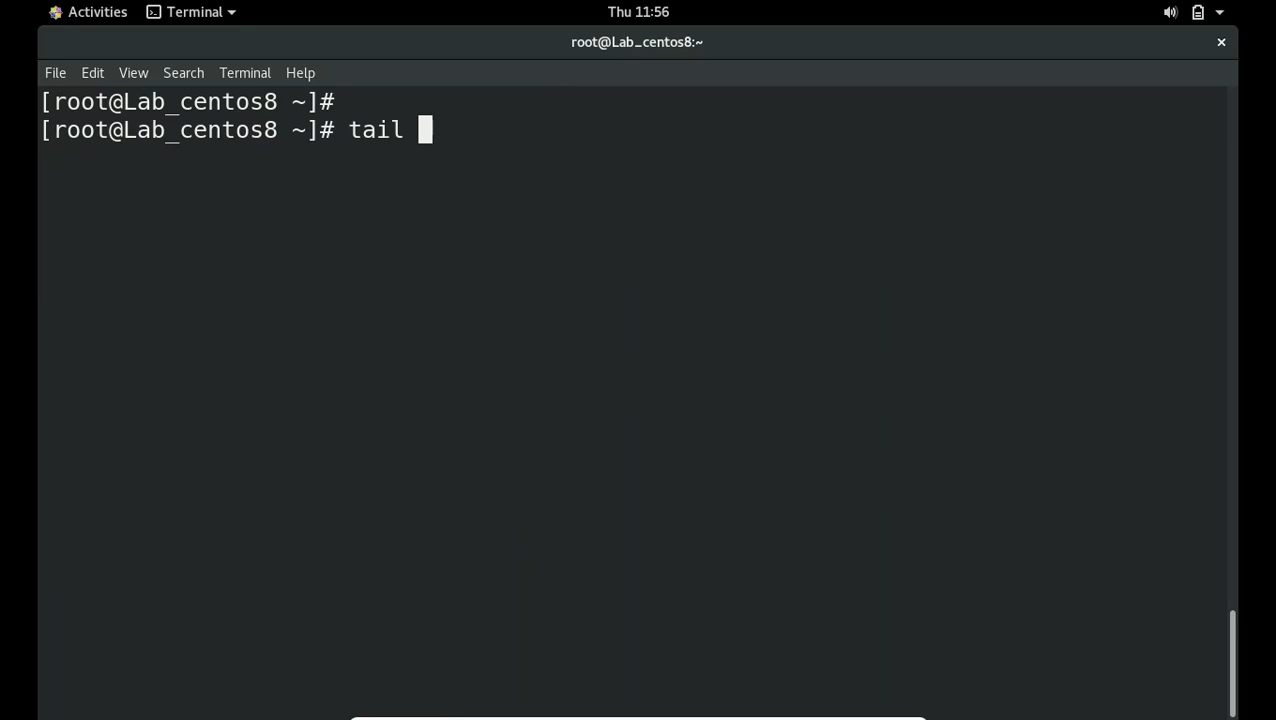 Activities Terminal Thu 11:56
root@Lab_centos8:~ ×
File Edit View Search Terminal Help
[root@Lab_centos8 ~]#
[root@Lab_centos8 ~]# tail